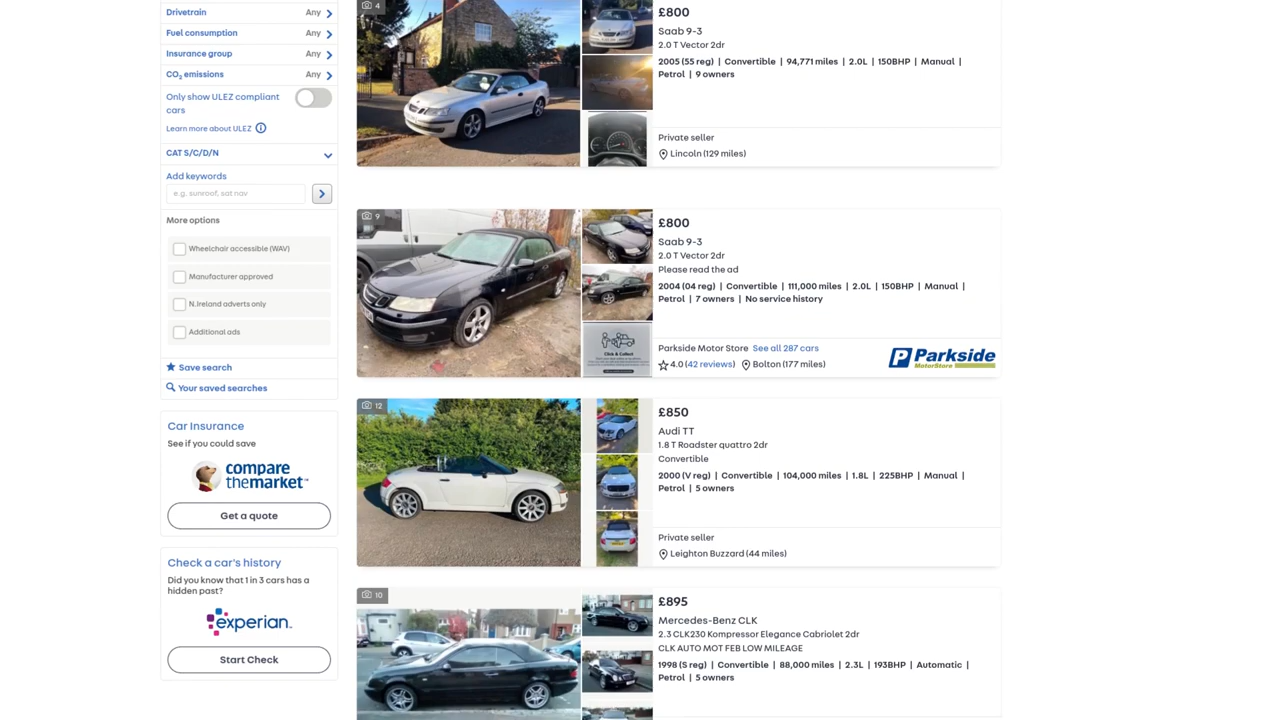 Drivetrain Any
Fuel consumption Any
Insurance group Any
CO₂ emissions Any
Only show ULEZ compliant
cars
Learn more about ULEZ
CAT S/C/D/N
Add keywords
e.g. sunroof, sat nav
More options
Wheelchair accessible (WAV)
Manufacturer approved
N.Ireland adverts only
Additional ads
Save search
Your saved searches
Car Insurance
See if you could save
compare
themarket
Get a quote
Check a car's history
Did you know that 1 in 3 cars has a
hidden past?
experian.
Start Check
4
£800
Saab 9-3
2.0 T Vector 2dr
2005 (55 reg) | Convertible | 94,771 miles | 2.0L | 150BHP | Manual |
Petrol | 9 owners
Private seller
Lincoln (129 miles)
9
Click & Collect
£800
Saab 9-3
2.0 T Vector 2dr
Please read the ad
2004 (04 reg) | Convertible | 111,000 miles | 2.0L | 150BHP | Manual |
Petrol | 7 owners | No service history
Parkside Motor Store See all 287 cars
4.0 (42 reviews) Bolton (177 miles)
P Parkside
MotorStore
12
£850
Audi TT
1.8 T Roadster quattro 2dr
Convertible
2000 (V reg) | Convertible | 104,000 miles | 1.8L | 225BHP | Manual |
Petrol | 5 owners
Private seller
Leighton Buzzard (44 miles)
10
£895
Mercedes-Benz CLK
2.3 CLK230 Kompressor Elegance Cabriolet 2dr
CLK AUTO MOT FEB LOW MILEAGE
1998 (S reg) | Convertible | 88,000 miles | 2.3L | 193BHP | Automatic |
Petrol | 5 owners